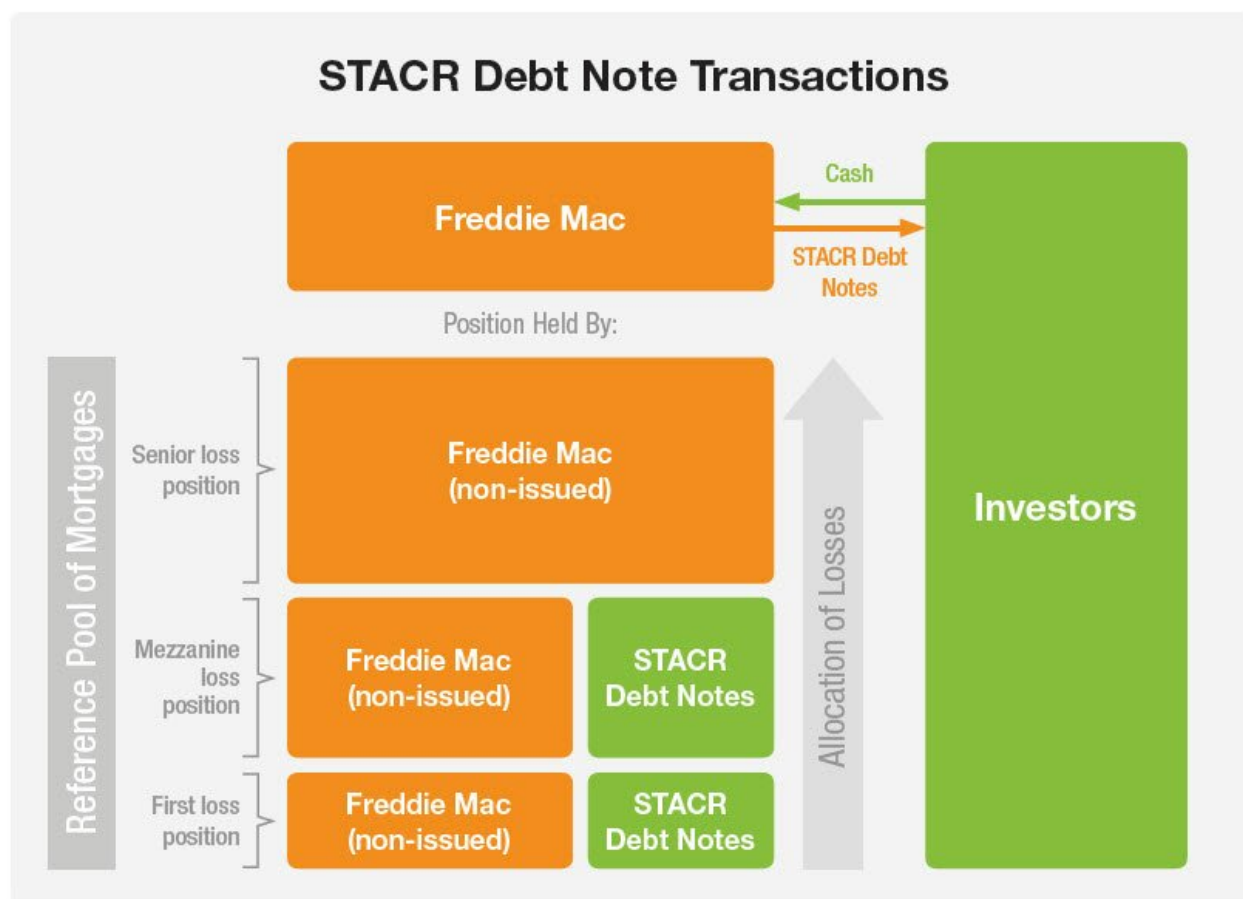 STACR Debt Note Transactions
Freddie Mac
Cash
STACR Debt
Notes
Investors
Position Held By:
Reference Pool of Mortgages
Senior loss
position
Freddie Mac
(non-issued)
Allocation of Losses
Mezzanine
loss
position
Freddie Mac
(non-issued)
STACR
Debt Notes
First loss
position
Freddie Mac
(non-issued)
STACR
Debt Notes